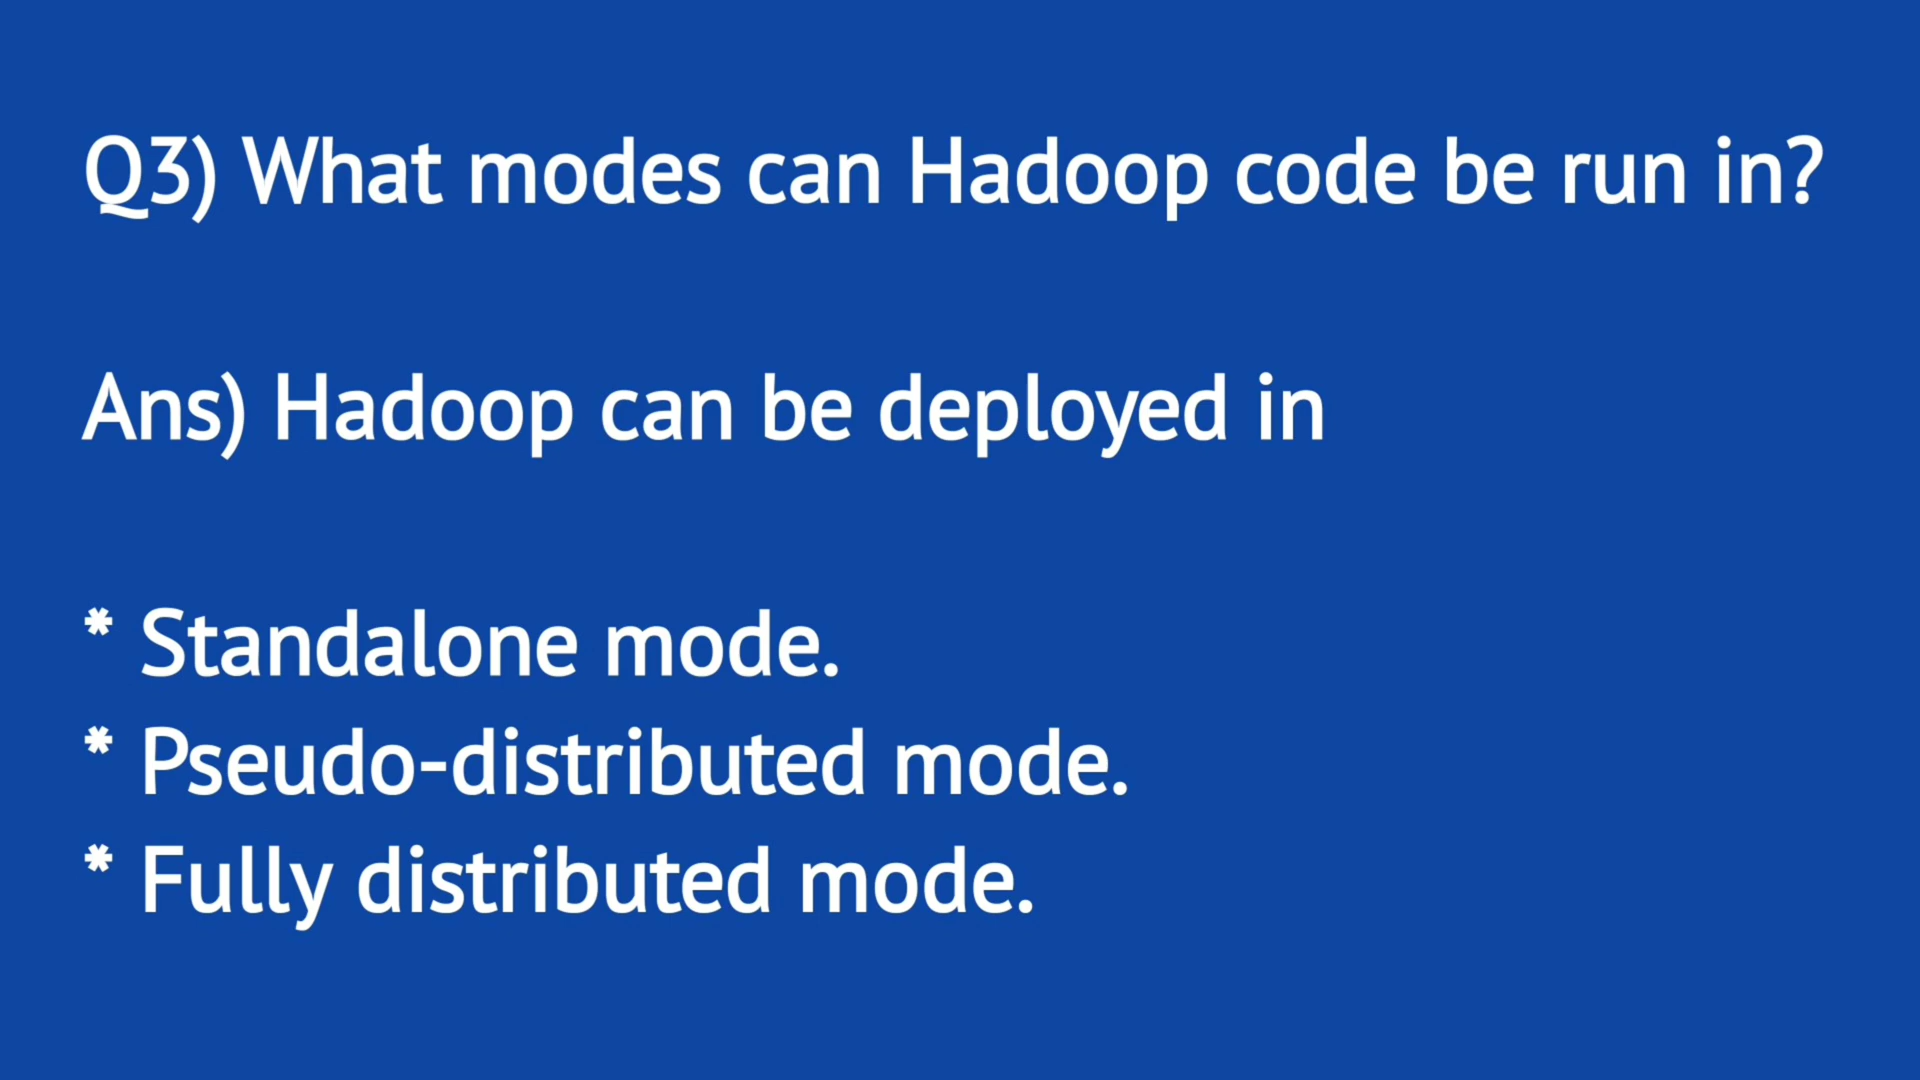 Q3) What modes can Hadoop code be run in?
Ans) Hadoop can be deployed in
* Standalone mode.
* Pseudo-distributed mode.
* Fully distributed mode.